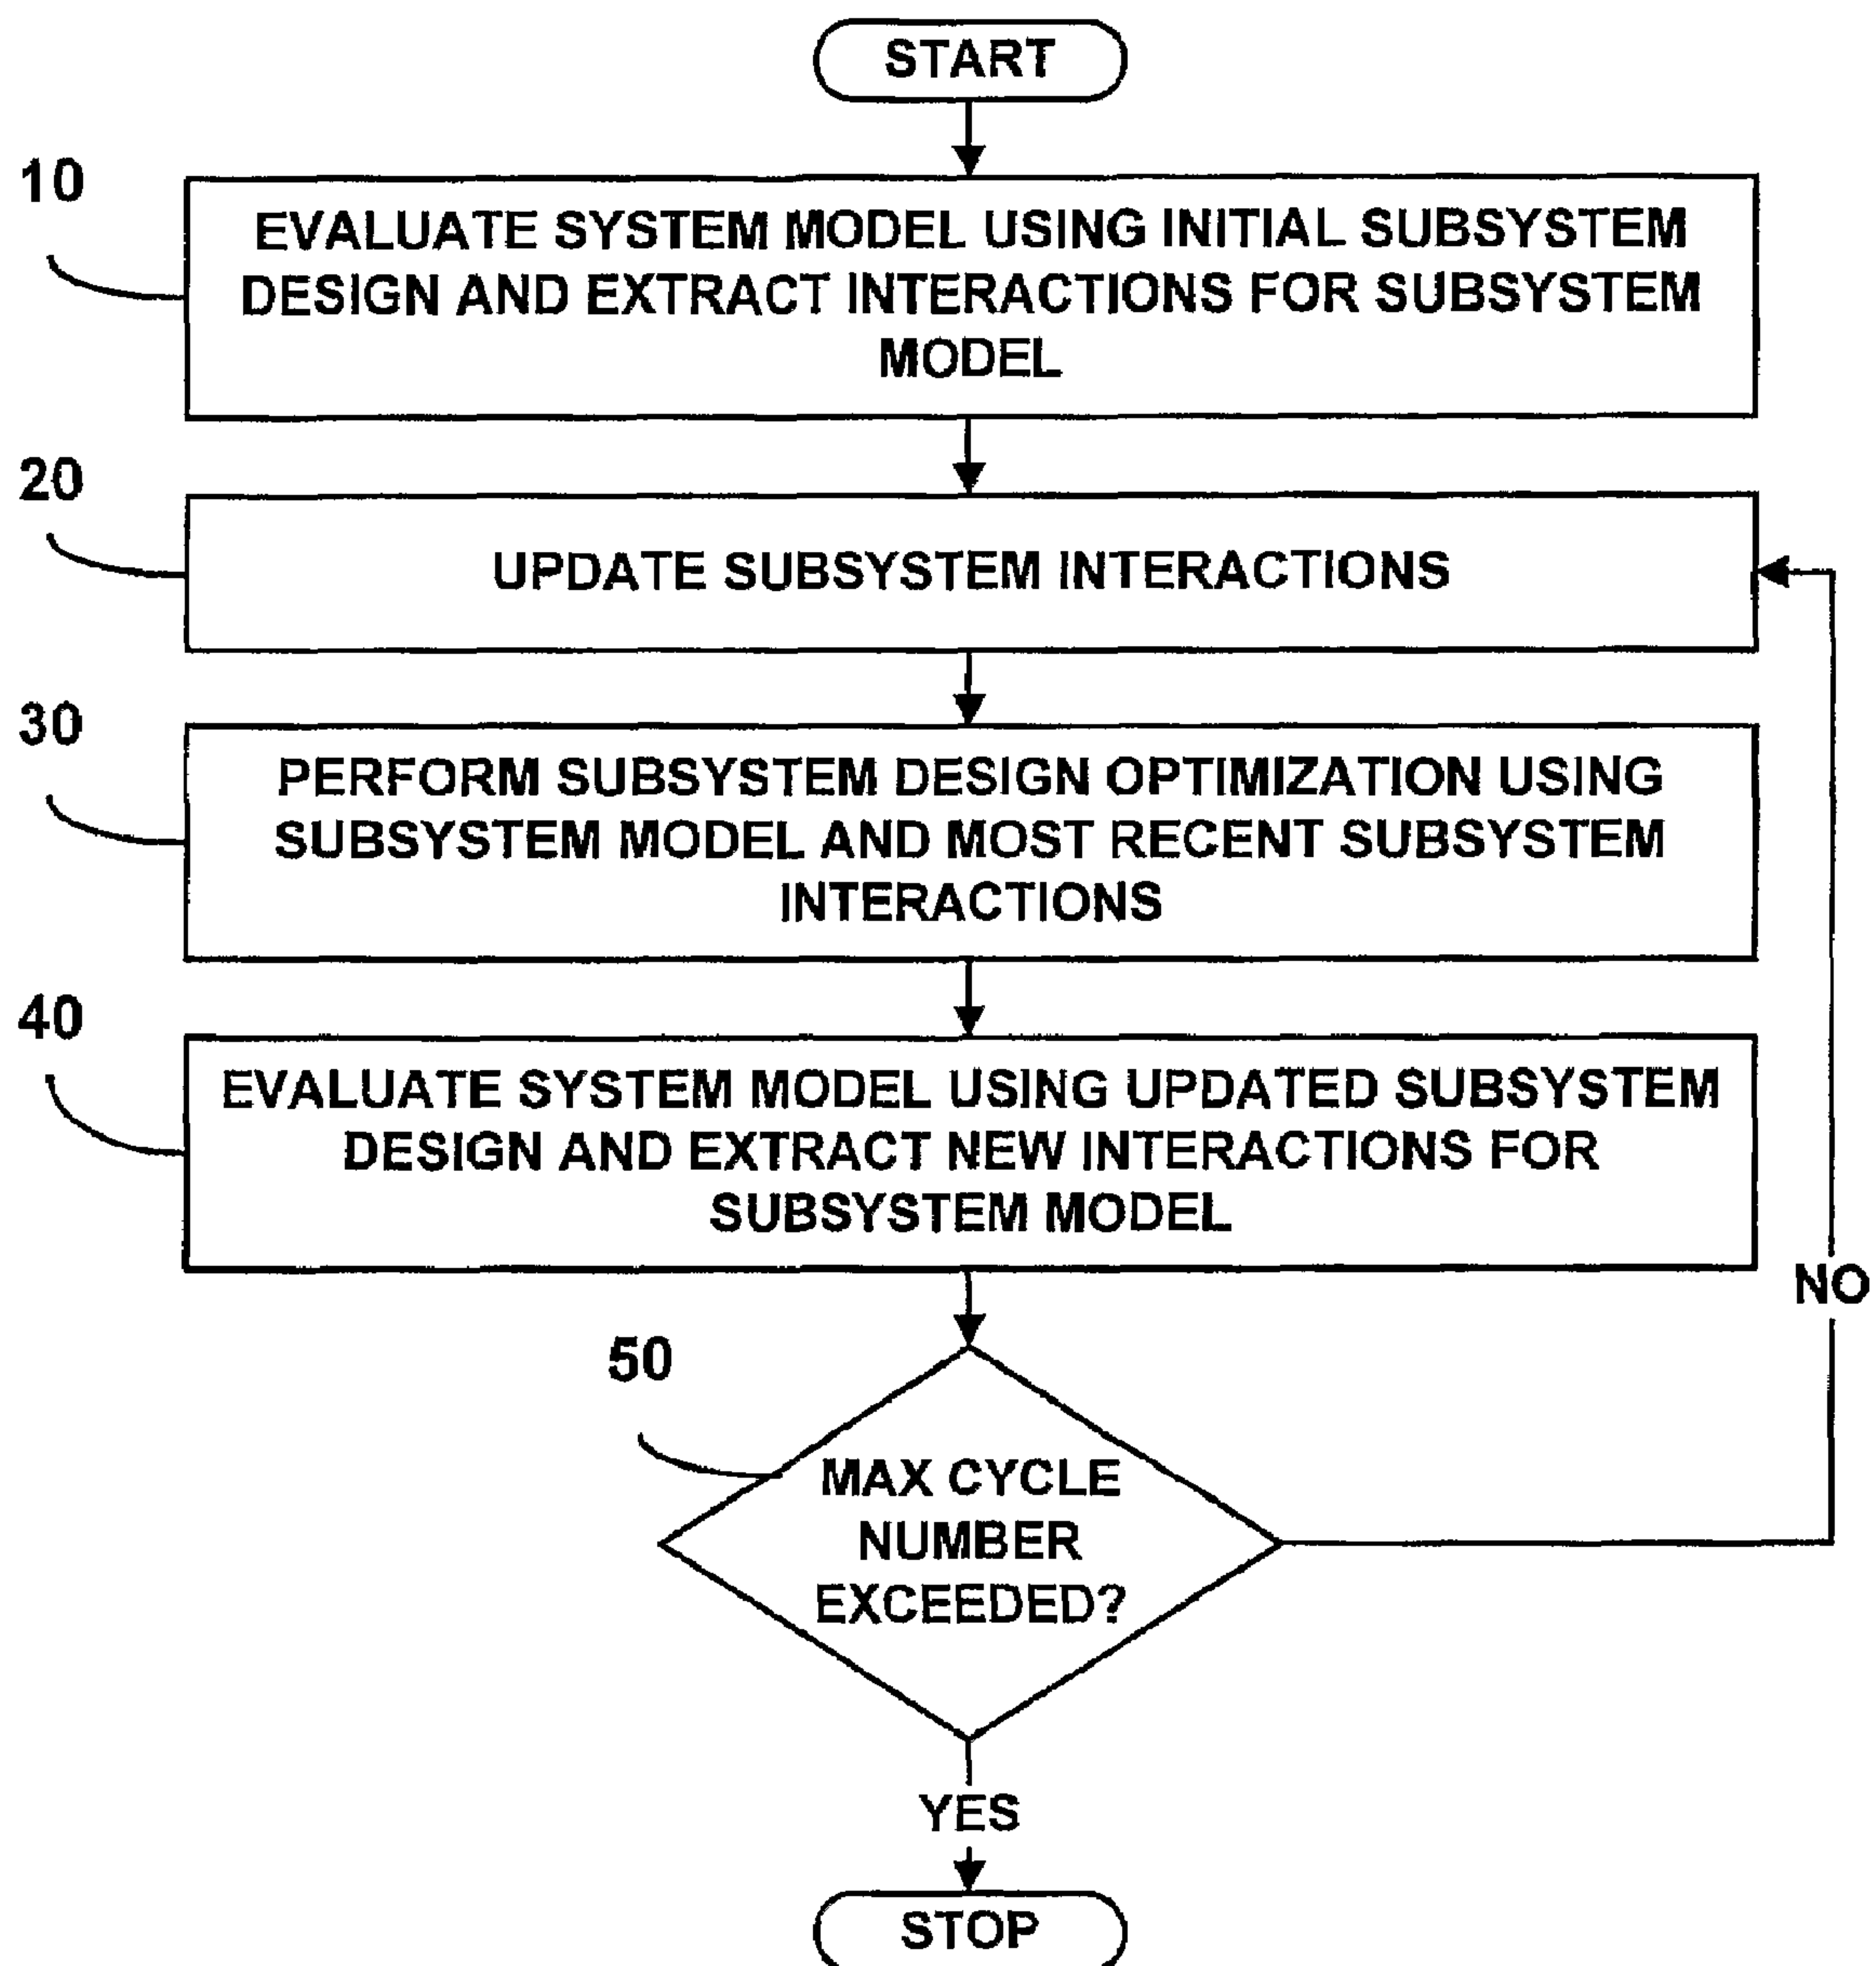 START
10
EVALUATE SYSTEM MODEL USING INITIAL SUBSYSTEM
DESIGN AND EXTRACT INTERACTIONS FOR SUBSYSTEM
MODEL
20
UPDATE SUBSYSTEM INTERACTIONS
30
PERFORM SUBSYSTEM DESIGN OPTIMIZATION USING
SUBSYSTEM MODEL AND MOST RECENT SUBSYSTEM
INTERACTIONS
40
EVALUATE SYSTEM MODEL USING UPDATED SUBSYSTEM
DESIGN AND EXTRACT NEW INTERACTIONS FOR
SUBSYSTEM MODEL
NO
50
MAX CYCLE
NUMBER
EXCEEDED?
YES
STOP